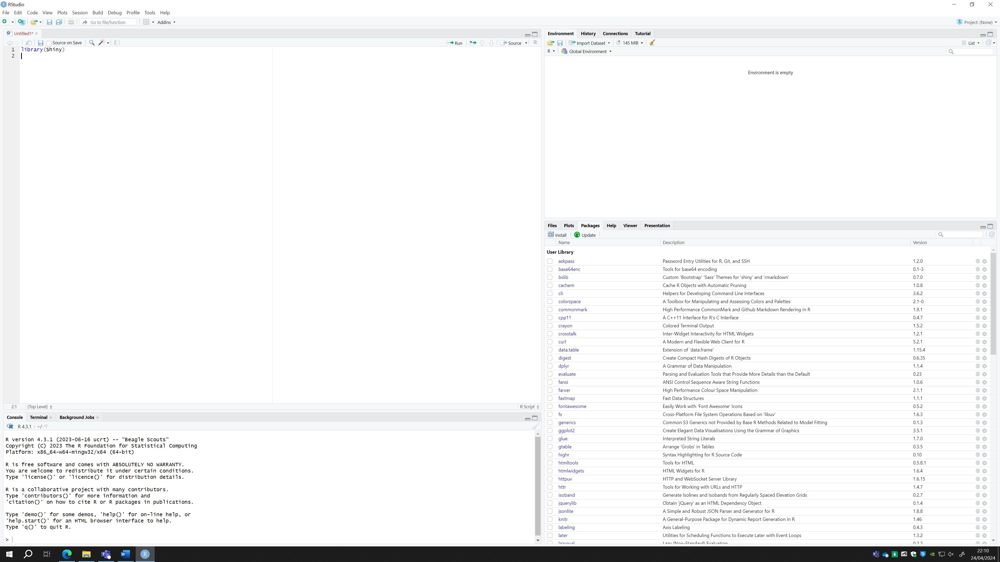 RStudio
File Edit Code View Plots Session Build Debug Profile Tools Help
Go to file/function Addins Project: (None)
Untitled1*
Source on Save Run Source
1 library(Shiny)
2
2:1 (Top Level) R Script
Console Terminal Background Jobs
R 4.3.1 · ~/
R version 4.3.1 (2023-06-16 ucrt) -- "Beagle Scouts"
Copyright (C) 2023 The R Foundation for Statistical Computing
Platform: x86_64-w64-mingw32/x64 (64-bit)
R is free software and comes with ABSOLUTELY NO WARRANTY.
You are welcome to redistribute it under certain conditions.
Type 'license()' or 'licence()' for distribution details.
R is a collaborative project with many contributors.
Type 'contributors()' for more information and
'citation()' on how to cite R or R packages in publications.
Type 'demo()' for some demos, 'help()' for on-line help, or
'help.start()' for an HTML browser interface to help.
Type 'q()' to quit R.
>
Environment History Connections Tutorial
Import Dataset 145 MiB List
R Global Environment
Environment is empty
Files Plots Packages Help Viewer Presentation
Install Update
Name Description Version
User Library
askpass Password Entry Utilities for R, Git, and SSH 1.2.0
base64enc Tools for base64 encoding 0.1-3
bslib Custom 'Bootstrap' 'Sass' Themes for 'shiny' and 'rmarkdown' 0.7.0
cachem Cache R Objects with Automatic Pruning 1.0.8
cli Helpers for Developing Command Line Interfaces 3.6.2
colorspace A Toolbox for Manipulating and Assessing Colors and Palettes 2.1-0
commonmark High Performance CommonMark and Github Markdown Rendering in R 1.9.1
cpp11 A C++11 Interface for R's C Interface 0.4.7
crayon Colored Terminal Output 1.5.2
crosstalk Inter-Widget Interactivity for HTML Widgets 1.2.1
curl A Modern and Flexible Web Client for R 5.2.1
data.table Extension of `data.frame` 1.15.4
digest Create Compact Hash Digests of R Objects 0.6.35
dplyr A Grammar of Data Manipulation 1.1.4
evaluate Parsing and Evaluation Tools that Provide More Details than the Default 0.23
fansi ANSI Control Sequence Aware String Functions 1.0.6
farver High Performance Colour Space Manipulation 2.1.1
fastmap Fast Data Structures 1.1.1
fontawesome Easily Work with 'Font Awesome' Icons 0.5.2
fs Cross-Platform File System Operations Based on 'libuv' 1.6.3
generics Common S3 Generics not Provided by Base R Methods Related to Model Fitting 0.1.3
ggplot2 Create Elegant Data Visualisations Using the Grammar of Graphics 3.5.1
glue Interpreted String Literals 1.7.0
gtable Arrange 'Grobs' in Tables 0.3.5
highr Syntax Highlighting for R Source Code 0.10
htmltools Tools for HTML 0.5.8.1
htmlwidgets HTML Widgets for R 1.6.4
httpuv HTTP and WebSocket Server Library 1.6.15
httr Tools for Working with URLs and HTTP 1.4.7
isoband Generate Isolines and Isobands from Regularly Spaced Elevation Grids 0.2.7
jquerylib Obtain 'jQuery' as an HTML Dependency Object 0.1.4
jsonlite A Simple and Robust JSON Parser and Generator for R 1.8.8
knitr A General-Purpose Package for Dynamic Report Generation in R 1.46
labeling Axis Labeling 0.4.3
later Utilities for Scheduling Functions to Execute Later with Event Loops 1.3.2
lazyeval Lazy (Non-Standard) Evaluation 0.2.2
22:10
24/04/2024